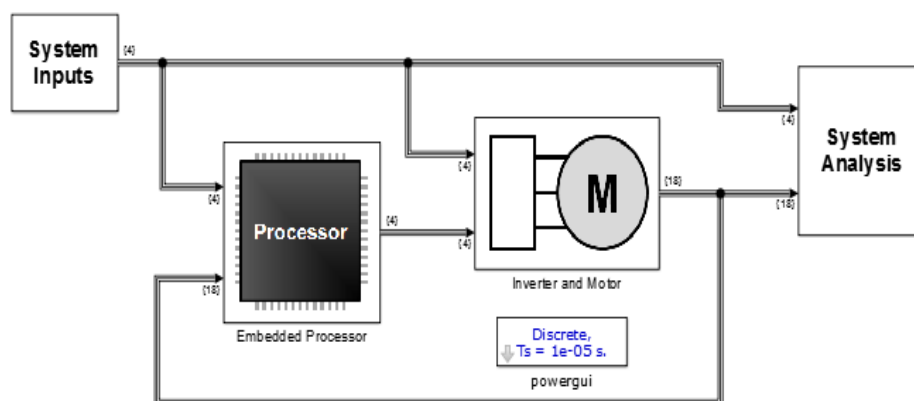 System
Inputs
{4}
{4}
{4}
{4}
{18}
Processor
Embedded Processor
{4}
{4}
M
{18}
Inverter and Motor
{18}
System
Analysis
Discrete,
Ts = 1e-05 s.
powergui